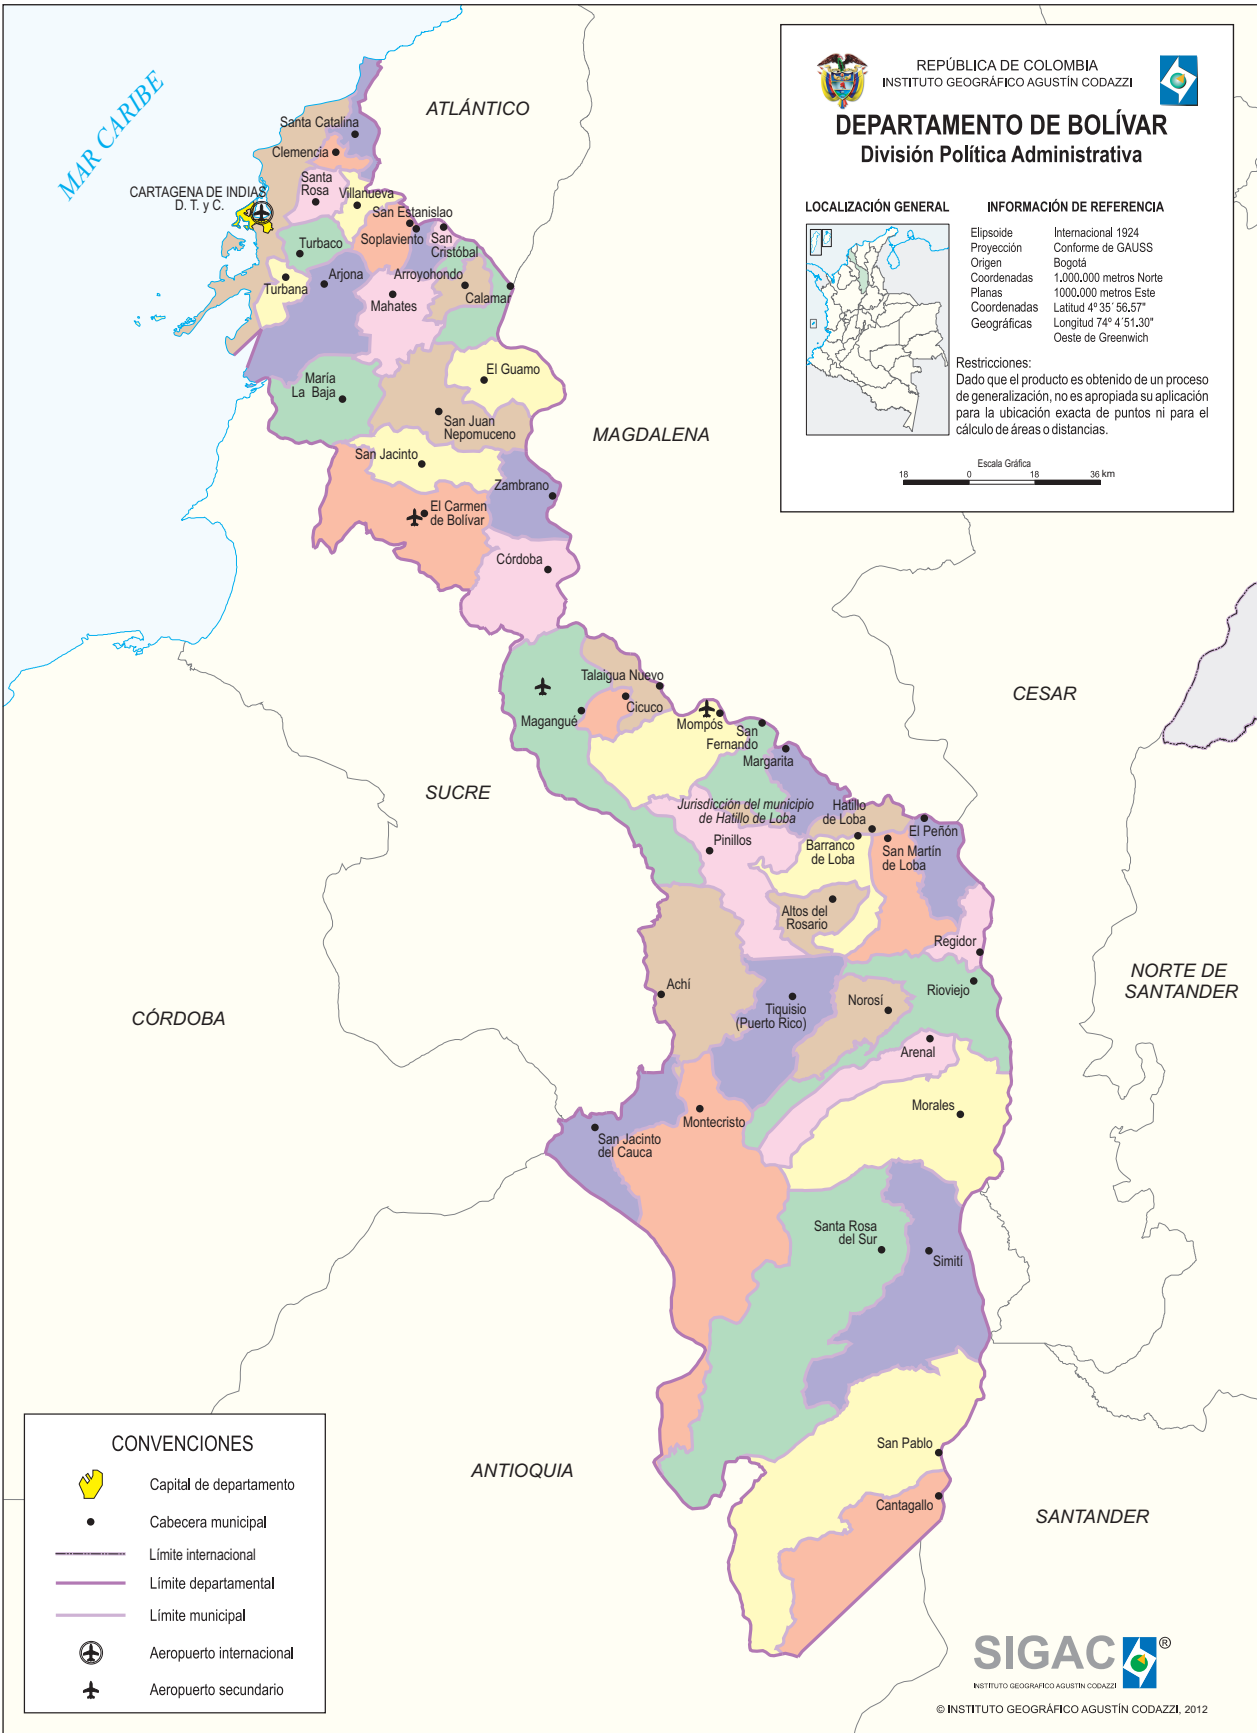 REPÚBLICA DE COLOMBIA
INSTITUTO GEOGRÁFICO AGUSTÍN CODAZZI
DEPARTAMENTO DE BOLÍVAR
División Política Administrativa
LOCALIZACIÓN GENERAL
INFORMACIÓN DE REFERENCIA
Elipsoide Internacional 1924
Proyección Conforme de GAUSS
Origen Bogotá
Coordenadas 1.000.000 metros Norte
Planas 1000.000 metros Este
Coordenadas Latitud 4° 35´ 56.57"
Geográficas Longitud 74° 4´51.30"
Oeste de Greenwich
Restricciones:
Dado que el producto es obtenido de un proceso
de generalización, no es apropiada su aplicación
para la ubicación exacta de puntos ni para el
cálculo de áreas o distancias.
Escala Gráfica
18 0 18 36 km
MAR CARIBE
ATLÁNTICO
Santa Catalina
Clemencia
CARTAGENA DE INDIAS
D. T. y C.
Santa
Rosa
Villanueva
San Estanislao
Soplaviento
San
Cristóbal
Turbaco
Turbana
Arjona
Arroyohondo
Mahates
Calamar
María
La Baja
El Guamo
San Juan
Nepomuceno
MAGDALENA
San Jacinto
Zambrano
El Carmen
de Bolívar
Córdoba
Talaigua Nuevo
Cicuco
Magangué
Mompós
San
Fernando
Margarita
CESAR
SUCRE
Jurisdicción del municipio
de Hatillo de Loba
Hatillo
de Loba
El Peñón
Pinillos
Barranco
de Loba
San Martín
de Loba
Altos del
Rosario
Regidor
Achí
Tiquisio
(Puerto Rico)
Norosí
Rioviejo
NORTE DE
SANTANDER
CÓRDOBA
Arenal
Morales
Montecristo
San Jacinto
del Cauca
Santa Rosa
del Sur
Simití
San Pablo
Cantagallo
ANTIOQUIA
SANTANDER
CONVENCIONES
Capital de departamento
Cabecera municipal
Límite internacional
Límite departamental
Límite municipal
Aeropuerto internacional
Aeropuerto secundario
SIGAC ®
INSTITUTO GEOGRAFICO AGUSTÍN CODAZZI
© INSTITUTO GEOGRÁFICO AGUSTÍN CODAZZI, 2012